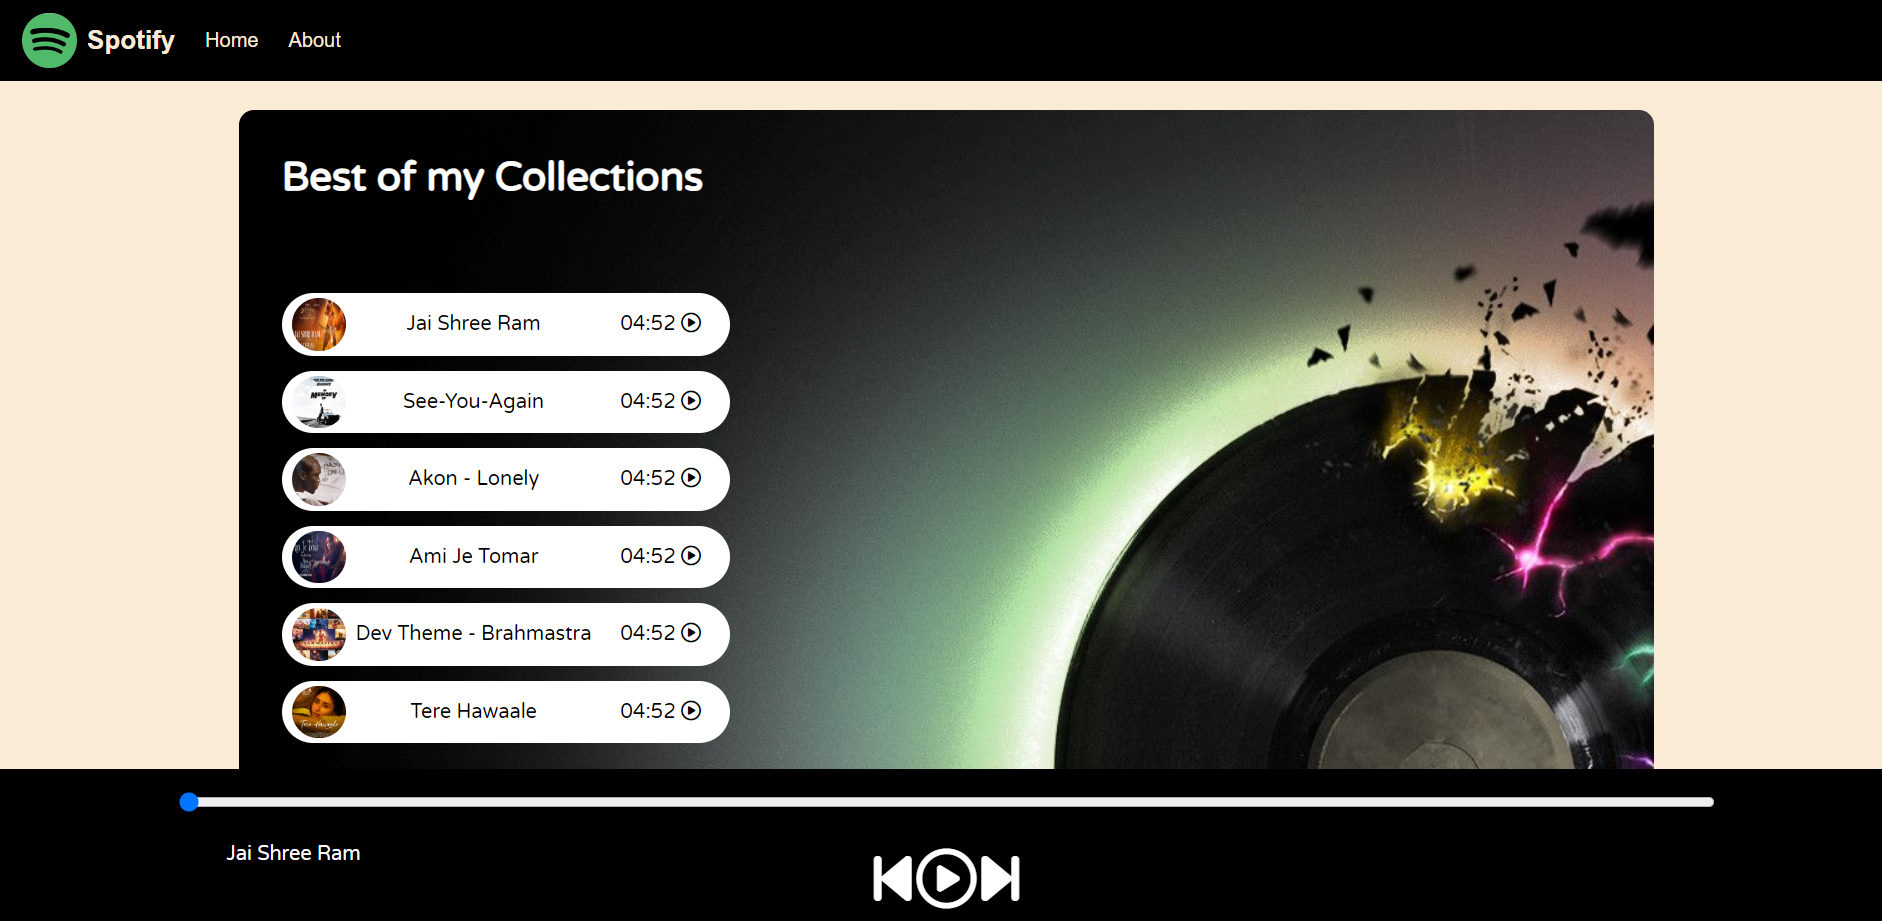 Spotify Home About
Best of my Collections
Jai Shree Ram 04:52
See-You-Again 04:52
Akon - Lonely 04:52
Ami Je Tomar 04:52
Dev Theme - Brahmastra 04:52
Tere Hawaale 04:52
Jai Shree Ram